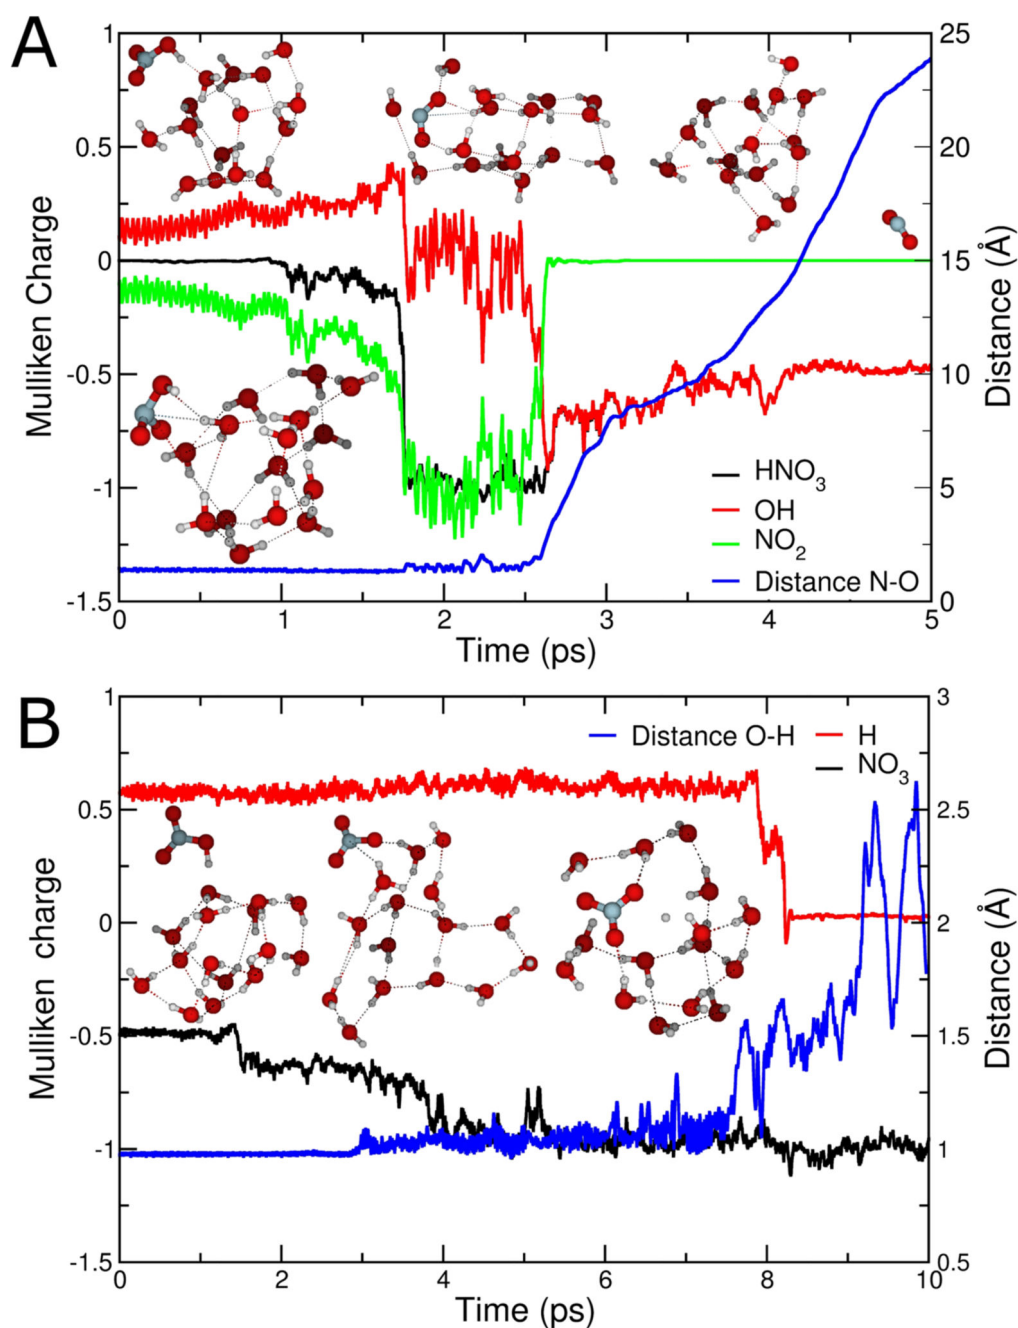 A
1
0.5
0
-0.5
-1
-1.5
Mulliken Charge
25
20
15
10
5
0
Distance (Å)
HNO3
OH
NO2
Distance N-O
0
1
2
3
4
5
Time (ps)
B
1
0.5
0
-0.5
-1
-1.5
Mulliken charge
Distance O-H
H
NO3
3
2.5
2
1.5
1
0.5
Distance (Å)
0
2
4
6
8
10
Time (ps)